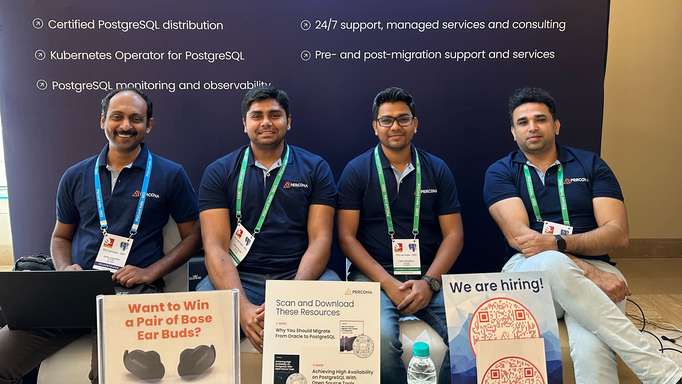 Certified PostgreSQL distribution
24/7 support, managed services and consulting
Kubernetes Operator for PostgreSQL
Pre- and post-migration support and services
PostgreSQL monitoring and observability
PERCONA
PERCONA
PERCONA
Want to Win
a Pair of Bose
Ear Buds?
PERCONA
Scan and Download
These Resources
Why You Should Migrate
From Oracle to PostgreSQL
Achieving High Availability
on PostgreSQL With
Open Source Tools
We are hiring!